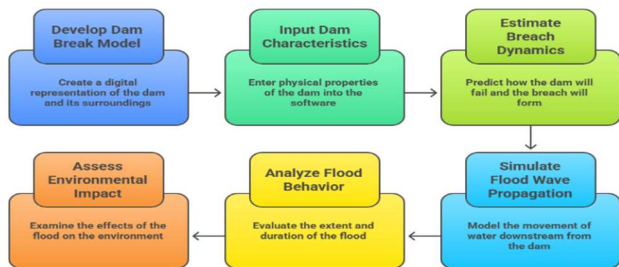 Develop Dam
Break Model
Create a digital
representation of the dam
and its surroundings
Input Dam
Characteristics
Enter physical properties
of the dam into the
software
Estimate
Breach
Dynamics
Predict how the dam will
fail and the breach will
form
Assess
Environmental
Impact
Examine the effects of the
flood on the environment
Analyze Flood
Behavior
Evaluate the extent and
duration of the flood
Simulate
Flood Wave
Propagation
Model the movement of
water downstream from
the dam